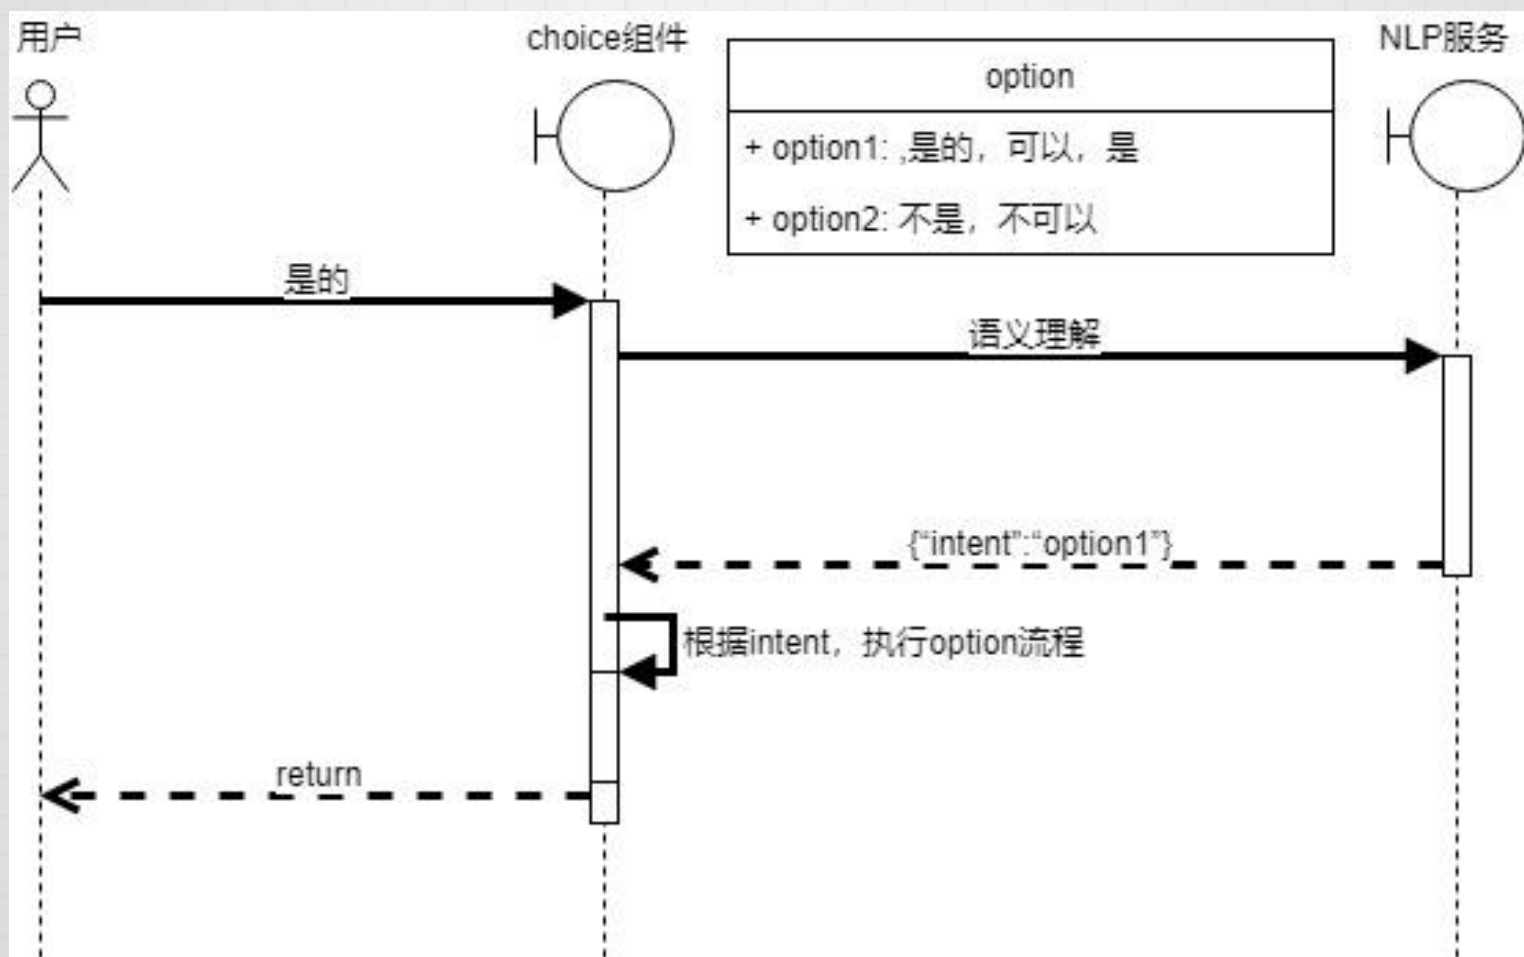 用户
choice组件
option
NLP服务
+ option1: ,是的，可以，是
+ option2: 不是，不可以
是的
语义理解
{“intent”:“option1”}
根据intent，执行option流程
return